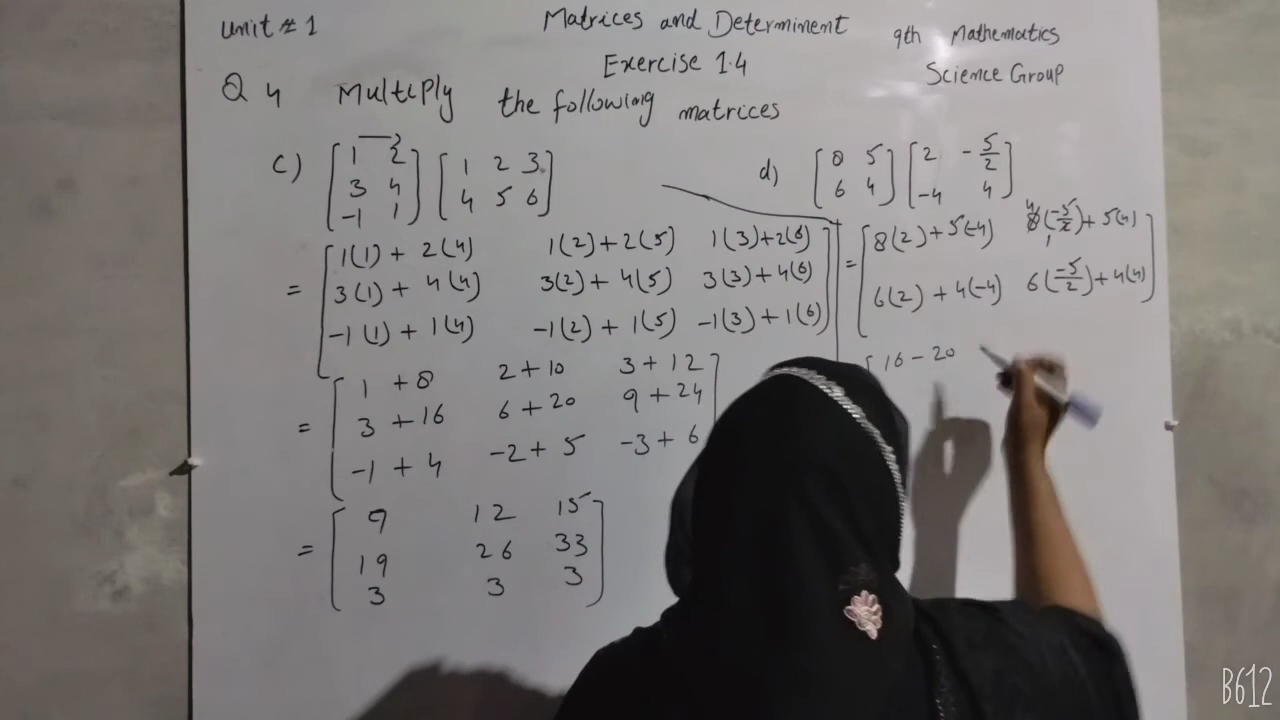 Unit # 1
Matrices and Determinent
9th Mathematics
Exercise 1.4
Science Group
Q 4 Multiply the following matrices
c) [1 2
3 4
-1 1] [1 2 3
4 5 6]
= [1(1) + 2(4) 1(2)+2(5) 1(3)+2(6)
3(1) + 4(4) 3(2) + 4(5) 3(3)+4(6)
-1(1) + 1(4) -1(2) + 1(5) -1(3)+1(6)]
= [1 + 8 2+10 3+12
3 + 16 6+20 9+24
-1 + 4 -2+5 -3+6
= [9 12 15
19 26 33
3 3 3]
d) [8 5
6 4] [2 -5/2
-4 4]
= [8(2)+5(-4) 8(-5/2)+5(4)
6(2)+4(-4) 6(-5/2)+4(4)]
[16-20
B612